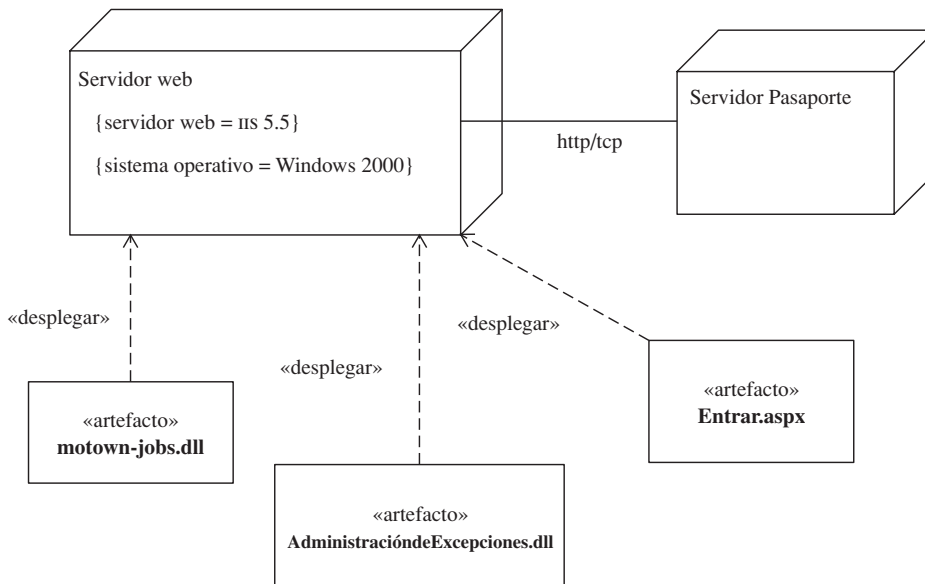 Servidor web
{servidor web = IIS 5.5}
{sistema operativo = Windows 2000}
http/tcp
Servidor Pasaporte
«desplegar»
«desplegar»
«desplegar»
«artefacto»
motown-jobs.dll
«artefacto»
AdministracióndeExcepciones.dll
«artefacto»
Entrar.aspx